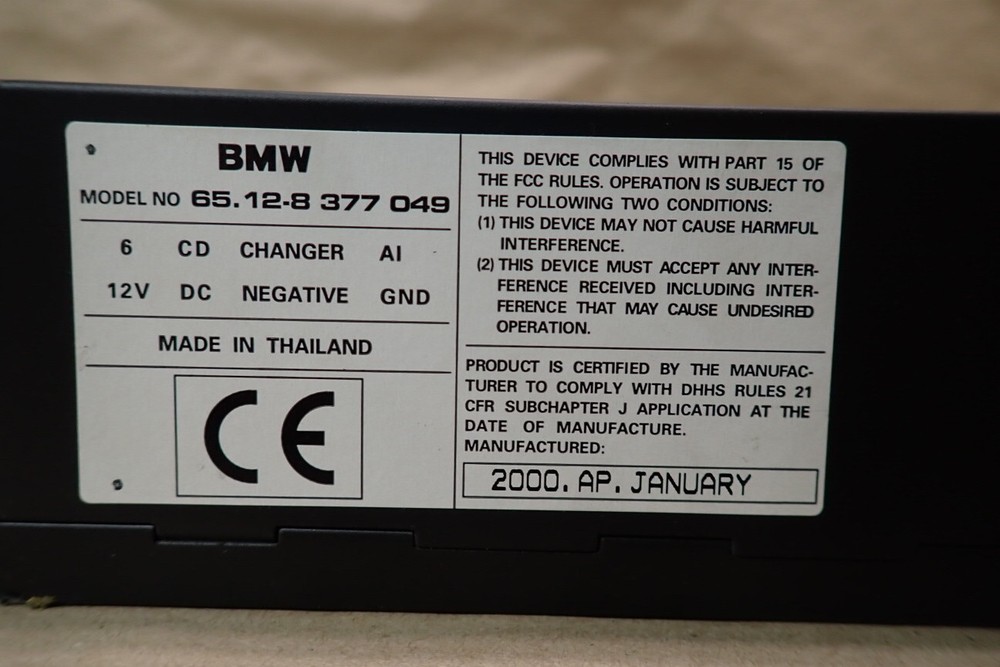 BMW
MODEL NO 65.12-8 377 049
6 CD CHANGER AI
12V DC NEGATIVE GND
MADE IN THAILAND
CE
THIS DEVICE COMPLIES WITH PART 15 OF
THE FCC RULES. OPERATION IS SUBJECT TO
THE FOLLOWING TWO CONDITIONS:
(1) THIS DEVICE MAY NOT CAUSE HARMFUL
INTERFERENCE.
(2) THIS DEVICE MUST ACCEPT ANY INTER-
FERENCE RECEIVED INCLUDING INTER-
FERENCE THAT MAY CAUSE UNDESIRED
OPERATION.
PRODUCT IS CERTIFIED BY THE MANUFAC-
TURER TO COMPLY WITH DHHS RULES 21
CFR SUBCHAPTER J APPLICATION AT THE
DATE OF MANUFACTURE.
MANUFACTURED:
2000. AP. JANUARY